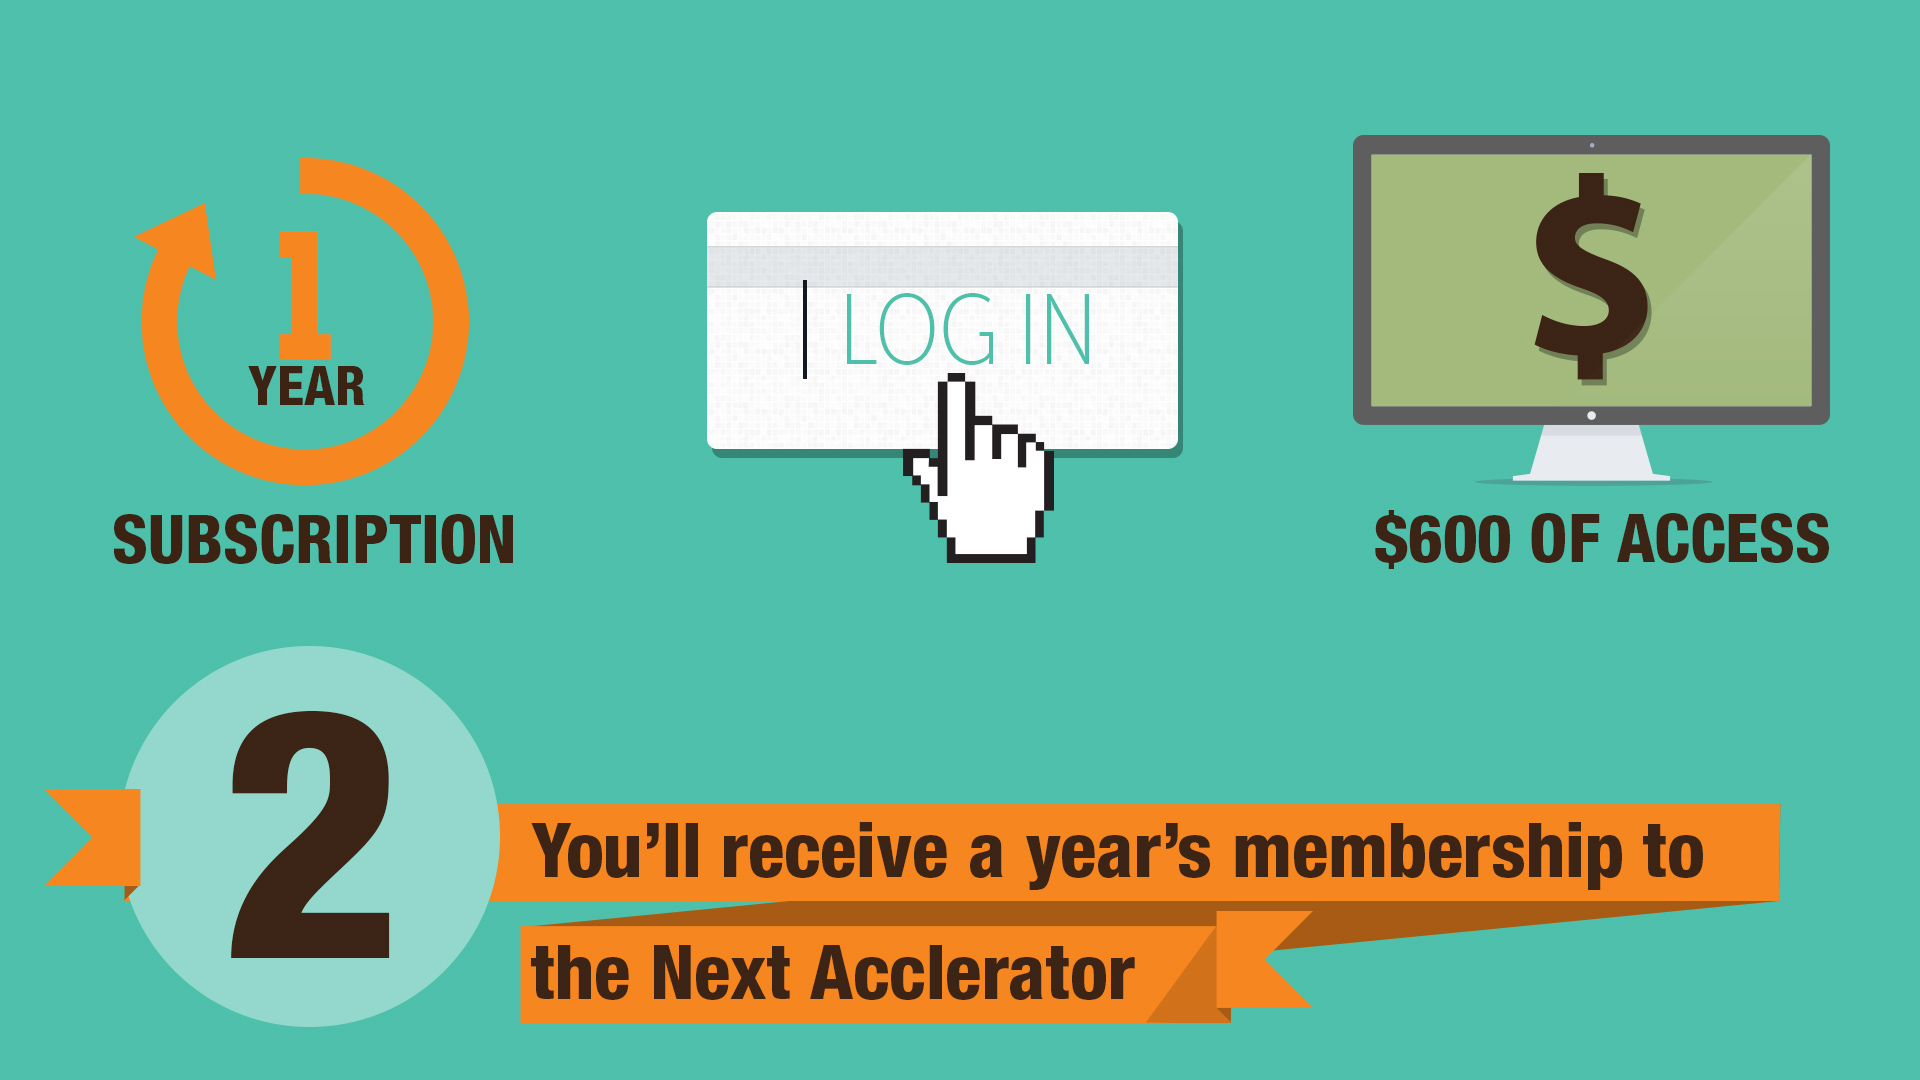 1
YEAR
SUBSCRIPTION
LOG IN
$
$600 OF ACCESS
2
You’ll receive a year’s membership to
the Next Acclerator